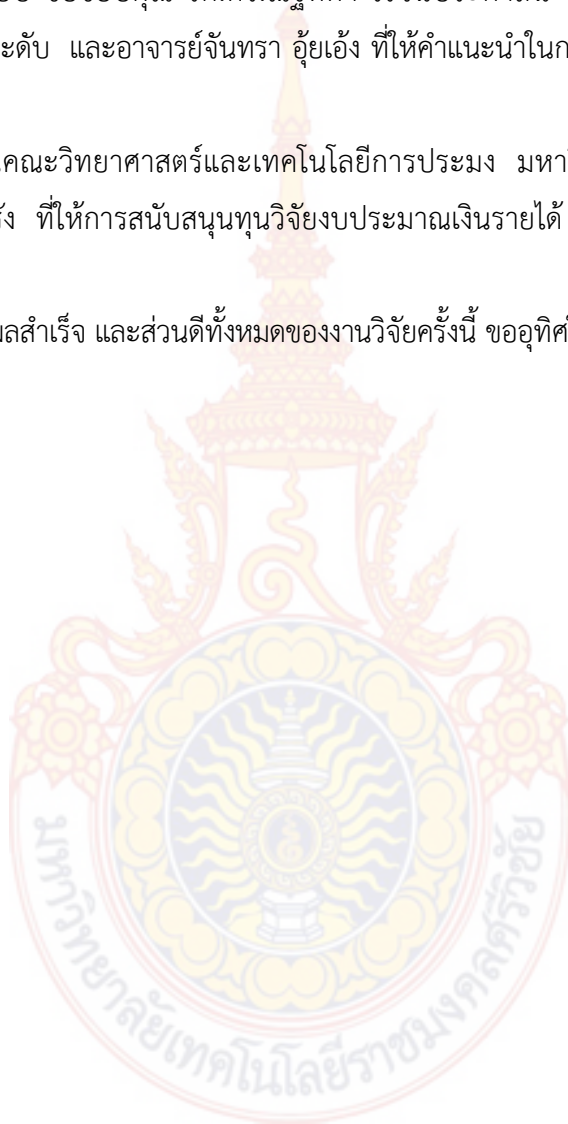 ะดับ และอาจารย์จันทรา อุ้ยเอ้ง ที่ให้คำแนะนำในก
คณะวิทยาศาสตร์และเทคโนโลยีการประมง มหา
ัง ที่ให้การสนับสนุนทุนวิจัยงบประมาณเงินรายได้
ผลสำเร็จ และส่วนดีทั้งหมดของงานวิจัยครั้งนี้ ขออุทิศ
มหาวิทยาลัยเทคโนโลยีราชมงคลศรีวิชัย